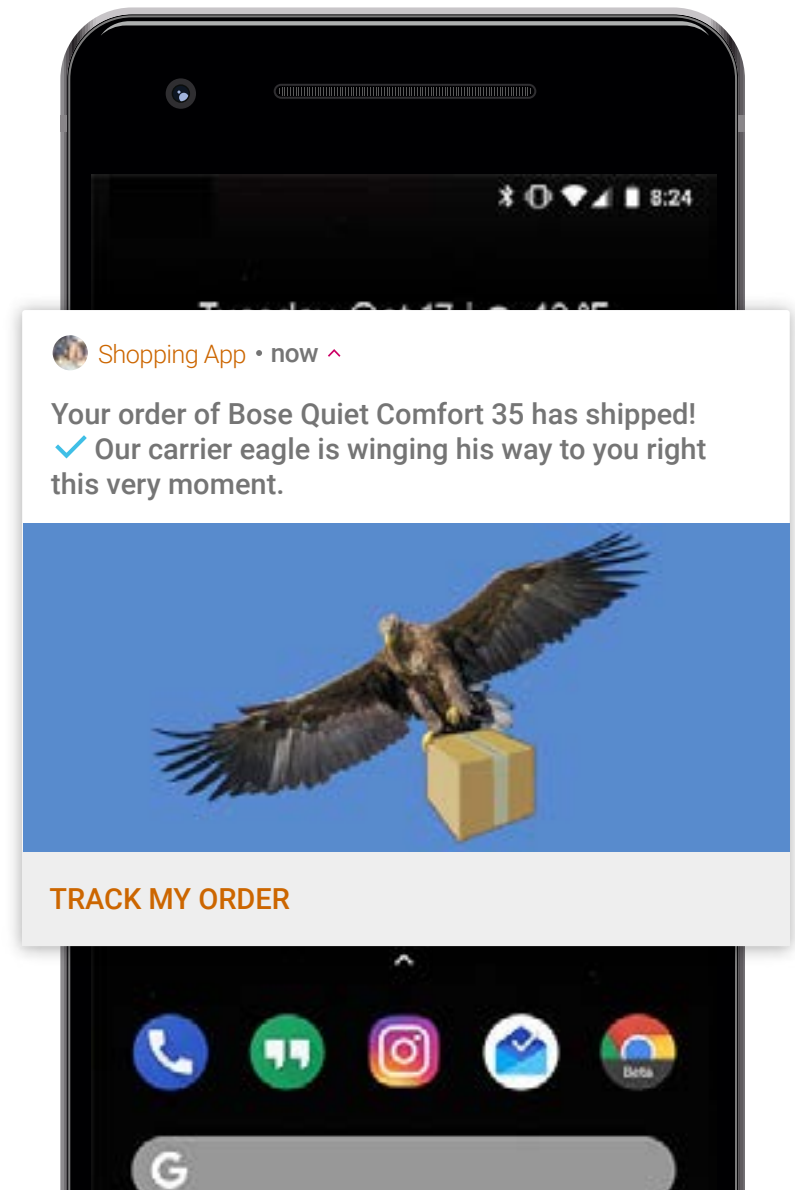 8:24
Shopping App • now
Your order of Bose Quiet Comfort 35 has shipped!
Our carrier eagle is winging his way to you right
this very moment.
TRACK MY ORDER
Beta
G